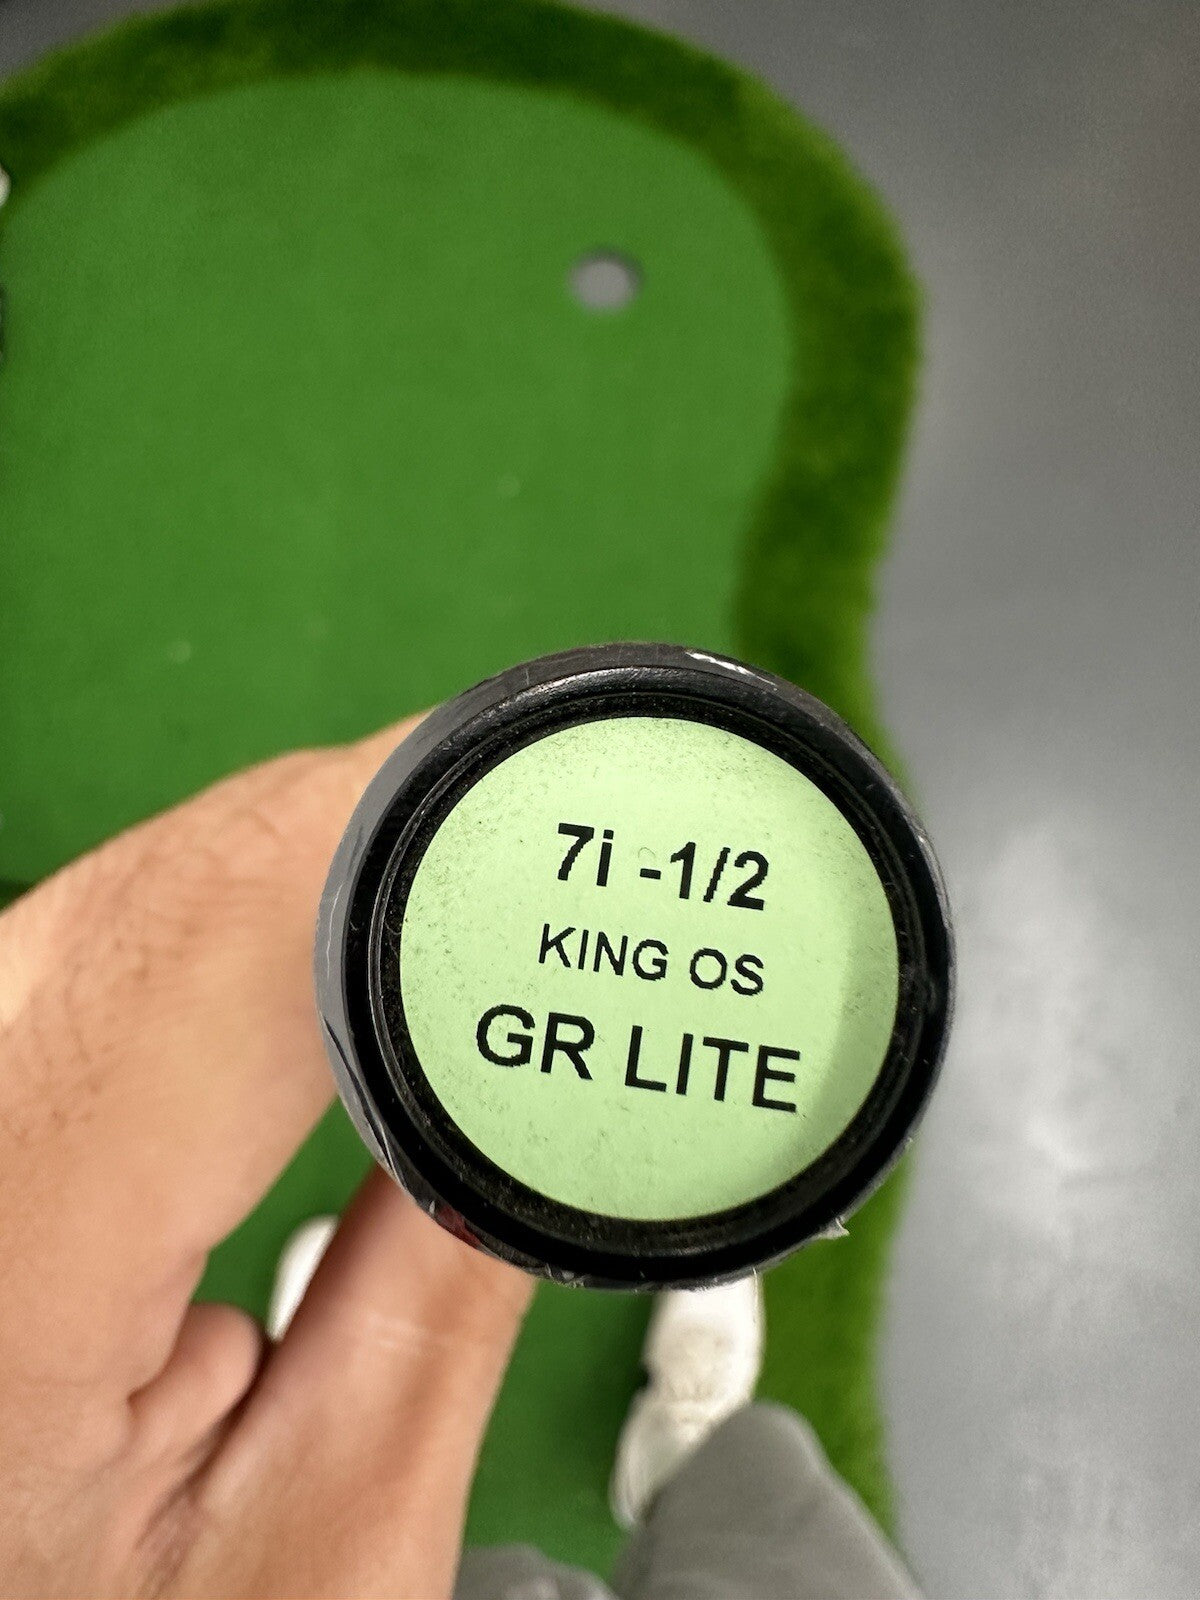 7i -1/2
KING OS
GR LITE